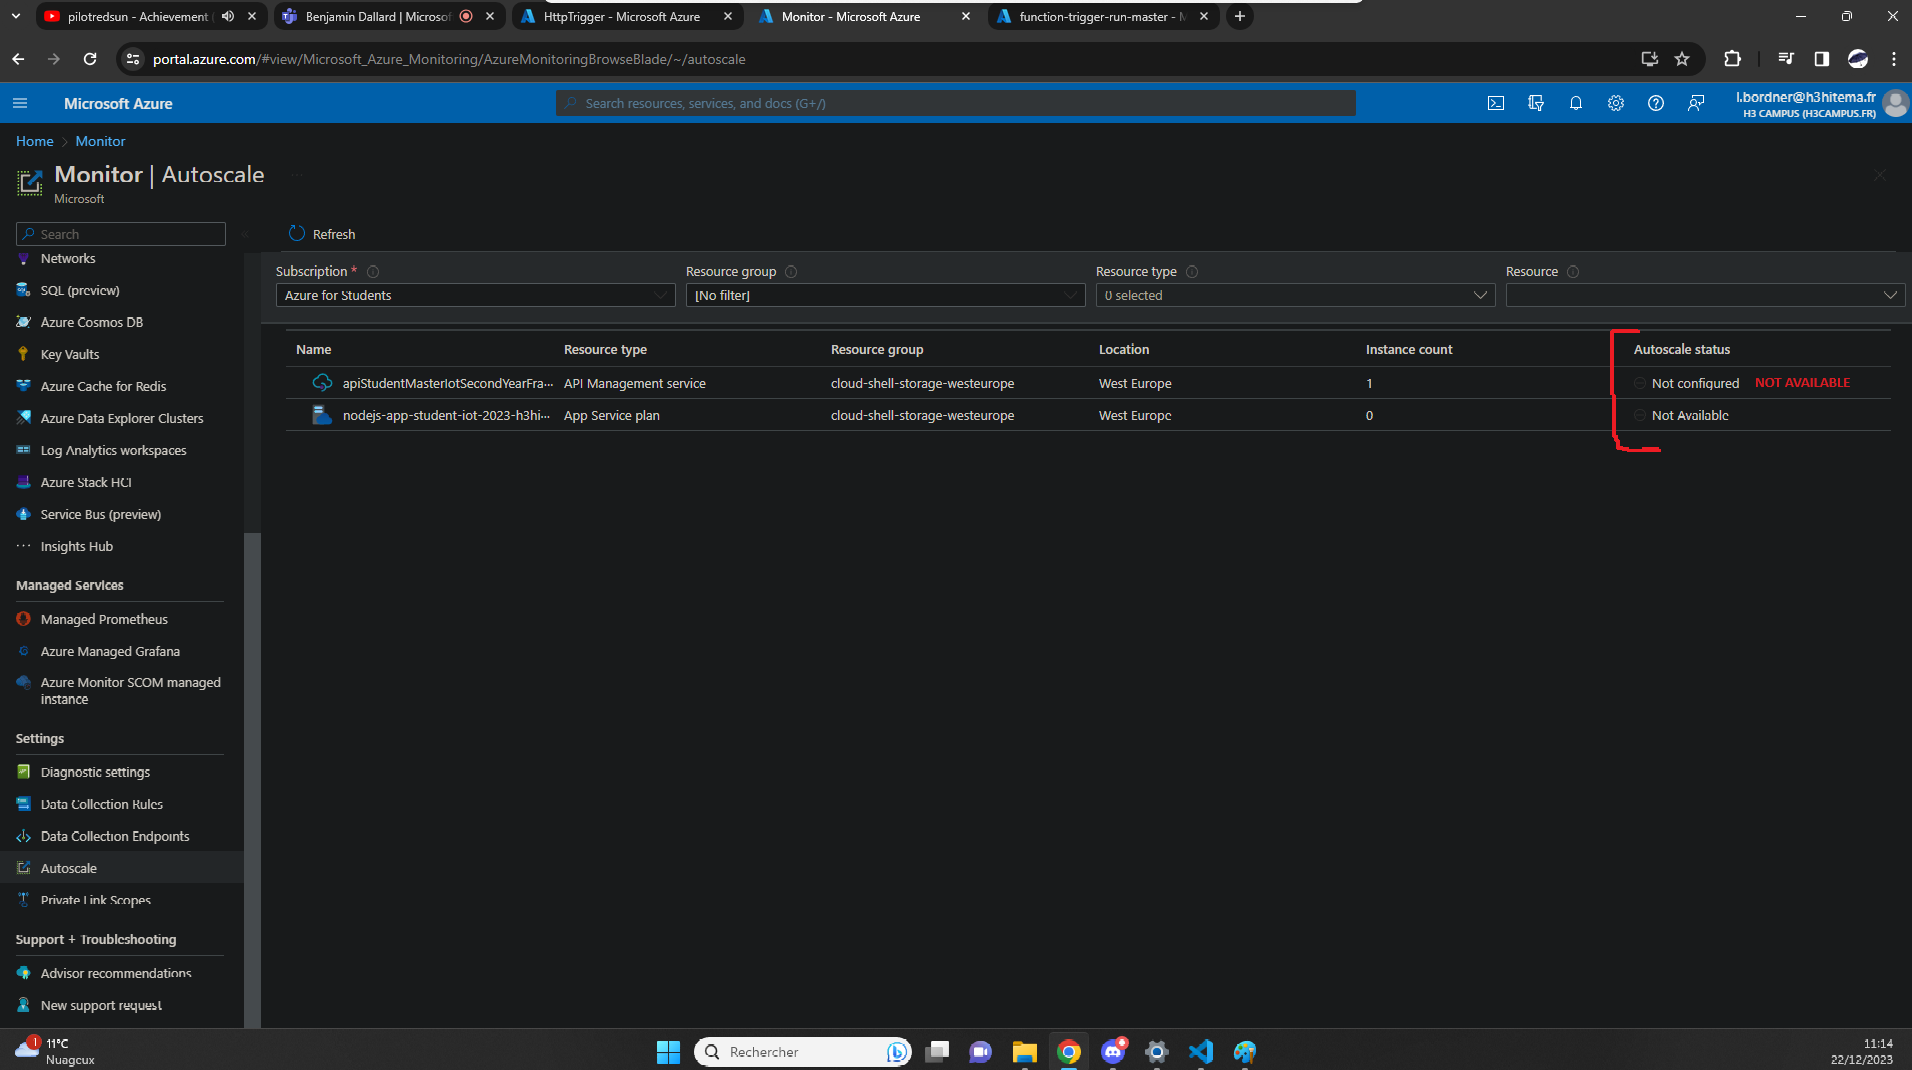 pilotredsun - Achievement (
Benjamin Dallard | Microsof
HttpTrigger - Microsoft Azure
Monitor - Microsoft Azure
function-trigger-run-master - M
portal.azure.com/#view/Microsoft_Azure_Monitoring/AzureMonitoringBrowseBlade/~/autoscale
Microsoft Azure
Search resources, services, and docs (G+/)
l.bordner@h3hitema.fr
H3 CAMPUS (H3CAMPUS.FR)
Home > Monitor
Monitor | Autoscale ...
Microsoft
Search
Refresh
Subscription *
Azure for Students
Resource group
[No filter]
Resource type
0 selected
Resource
Name Resource type Resource group Location Instance count Autoscale status
apiStudentMasterIotSecondYearFra... API Management service cloud-shell-storage-westeurope West Europe 1 Not configured NOT AVAILABLE
nodejs-app-student-iot-2023-h3hi... App Service plan cloud-shell-storage-westeurope West Europe 0 Not Available
Networks
SQL (preview)
Azure Cosmos DB
Key Vaults
Azure Cache for Redis
Azure Data Explorer Clusters
Log Analytics workspaces
Azure Stack HCI
Service Bus (preview)
Insights Hub
Managed Services
Managed Prometheus
Azure Managed Grafana
Azure Monitor SCOM managed
instance
Settings
Diagnostic settings
Data Collection Rules
Data Collection Endpoints
Autoscale
Private Link Scopes
Support + Troubleshooting
Advisor recommendations
New support request
1
11°C
Nuageux
Rechercher
11:14
22/12/2023